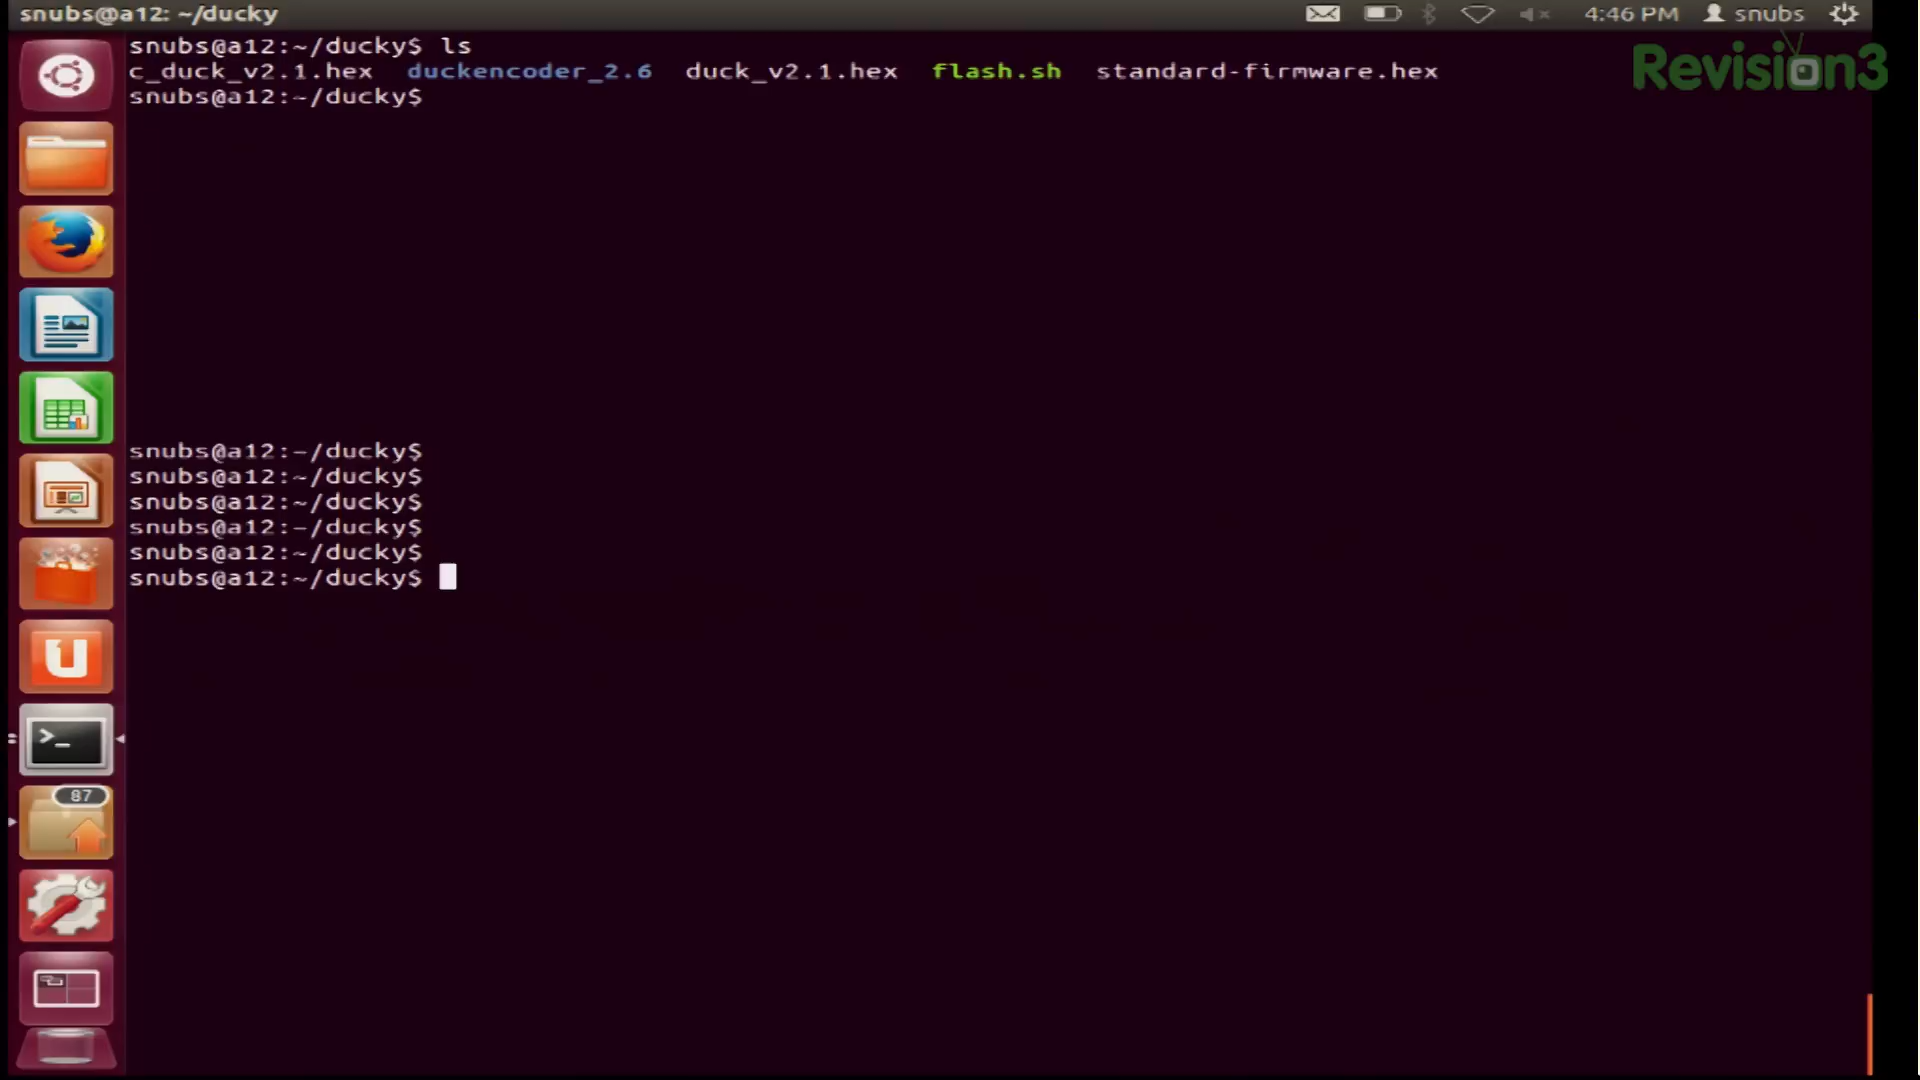 snubs@a12: ~/ducky
4:46 PM snubs
snubs@a12:~/ducky$ ls
c_duck_v2.1.hex duckencoder_2.6 duck_v2.1.hex flash.sh standard-firmware.hex
snubs@a12:~/ducky$
Revision3
snubs@a12:~/ducky$
snubs@a12:~/ducky$
snubs@a12:~/ducky$
snubs@a12:~/ducky$
snubs@a12:~/ducky$
snubs@a12:~/ducky$
U
>_
87